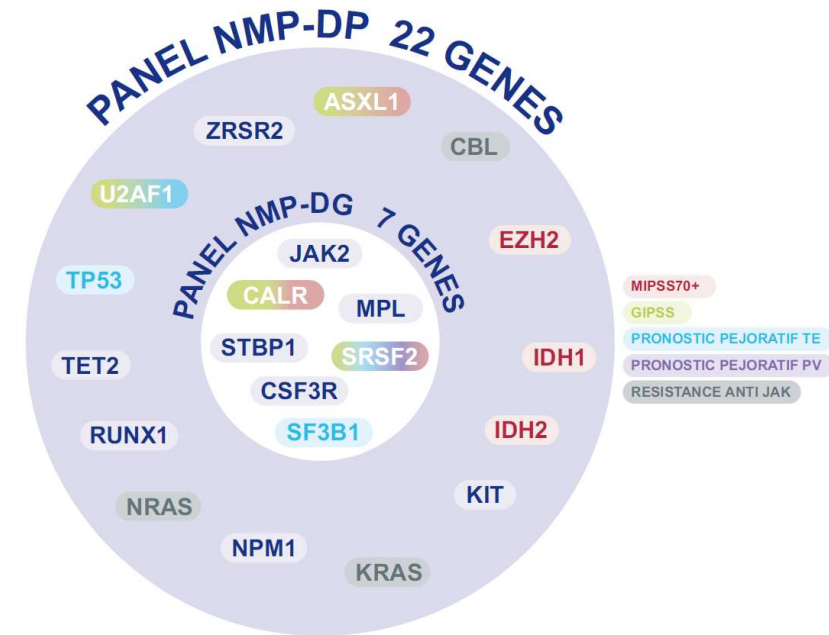 PANEL NMP-DP 22 GENES
ASXL1
ZRSR2
CBL
U2AF1
EZH2
TP53
IDH1
TET2
IDH2
RUNX1
KIT
NRAS
NPM1
KRAS
PANEL NMP-DG 7 GENES
JAK2
CALR
MPL
STBP1
SRSF2
CSF3R
SF3B1
MIPSS70+
GIPSS
PRONOSTIC PEJORATIF TE
PRONOSTIC PEJORATIF PV
RESISTANCE ANTI JAK